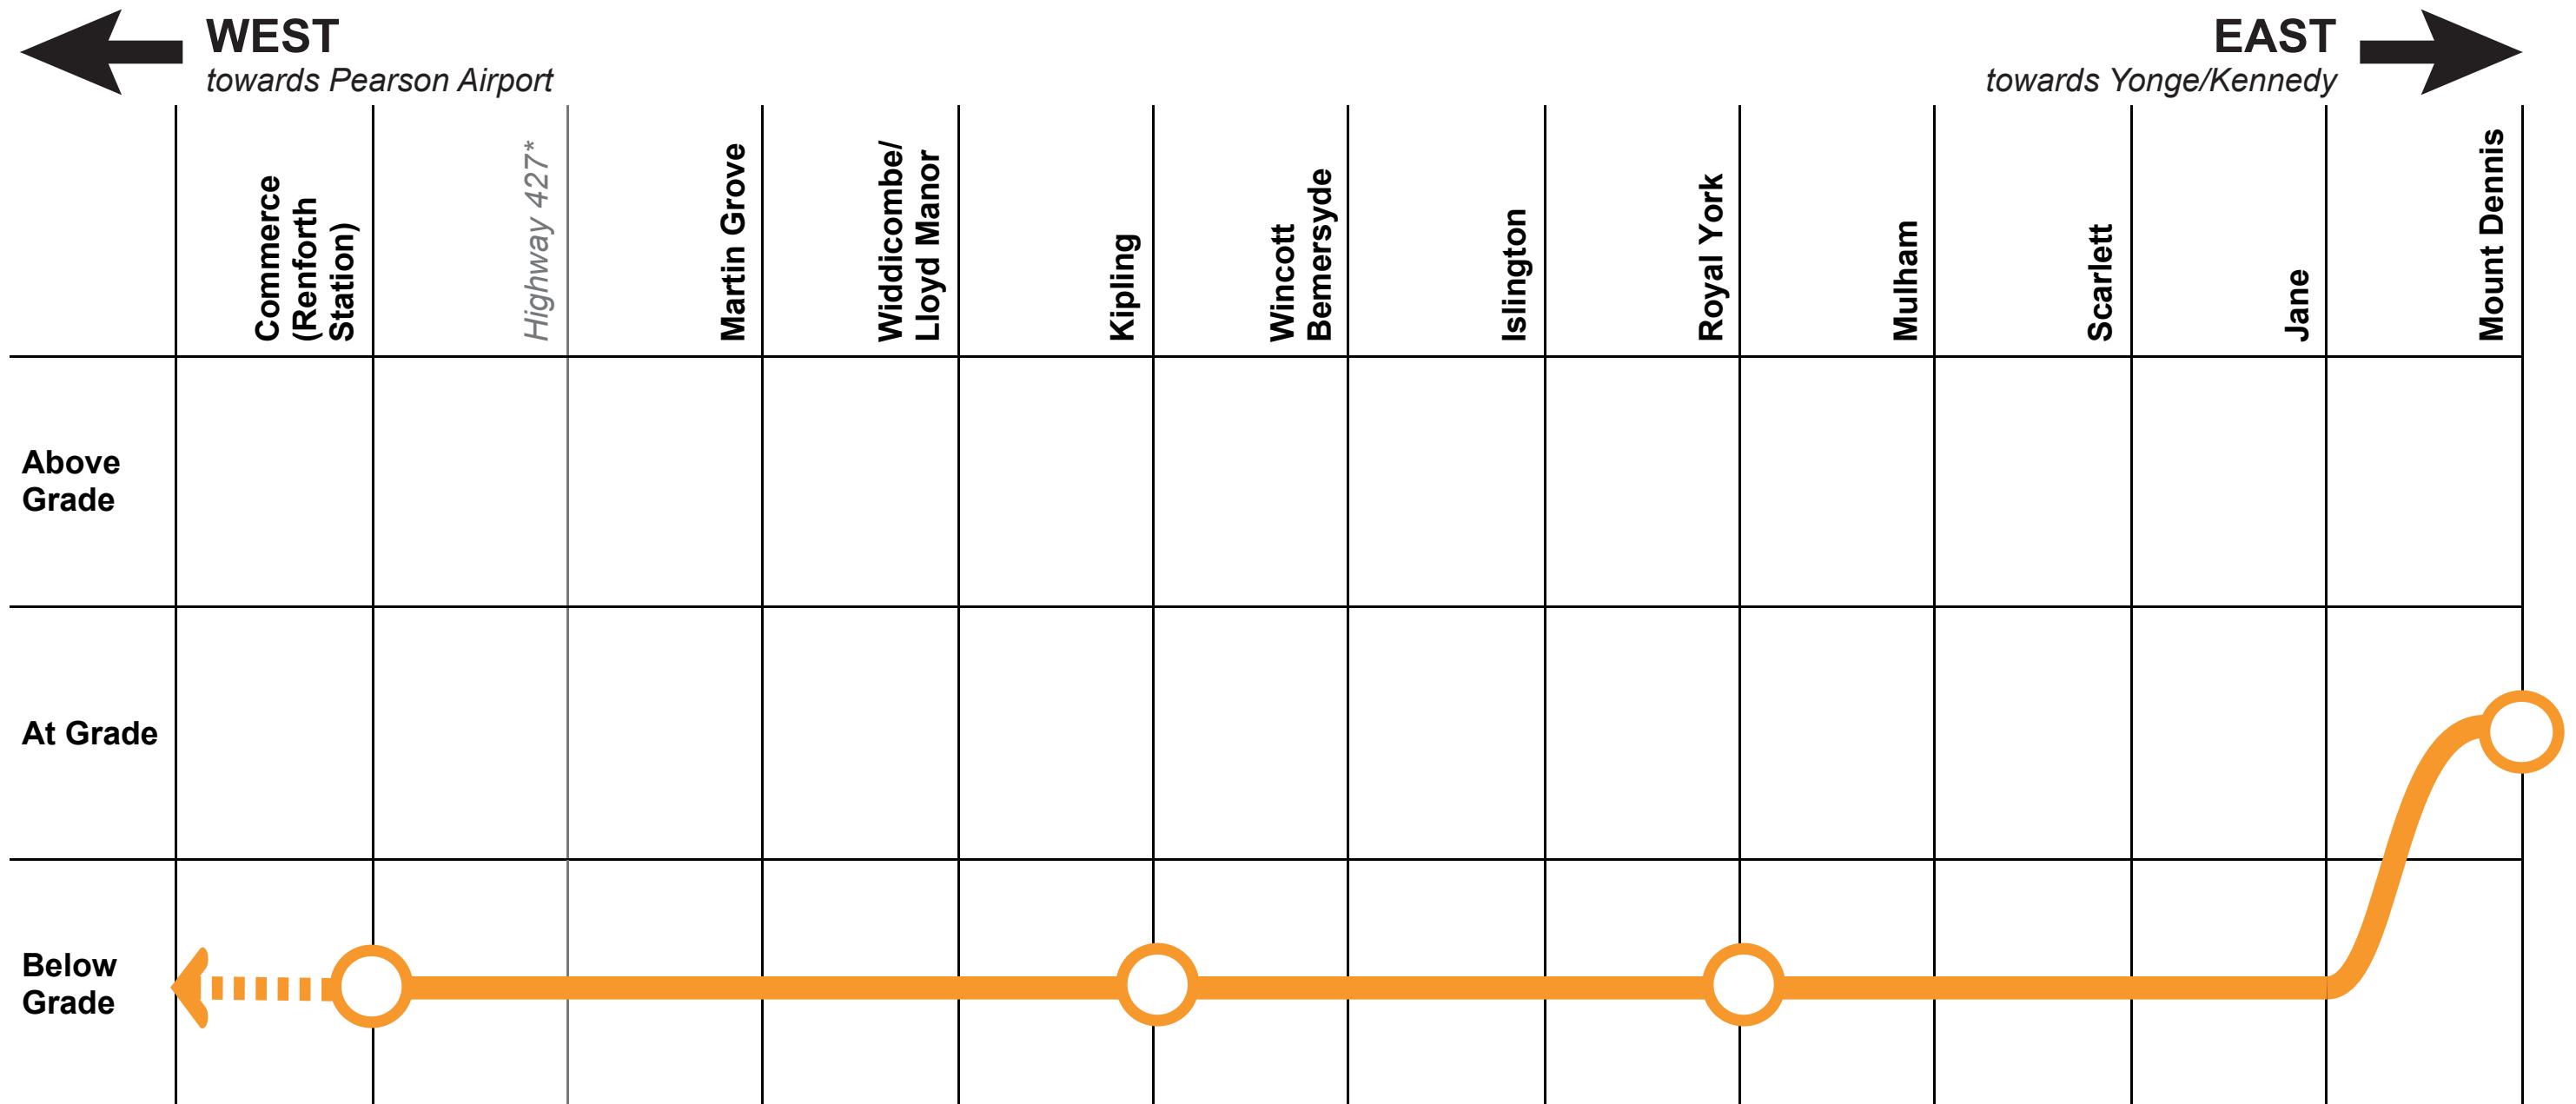 WEST
towards Pearson Airport
EAST
towards Yonge/Kennedy
Commerce
(Renforth
Station)
Highway 427*
Martin Grove
Widdicombe/
Lloyd Manor
Kipling
Wincott
Bemersyde
Islington
Royal York
Mulham
Scarlett
Jane
Mount Dennis
Above
Grade
At Grade
Below
Grade